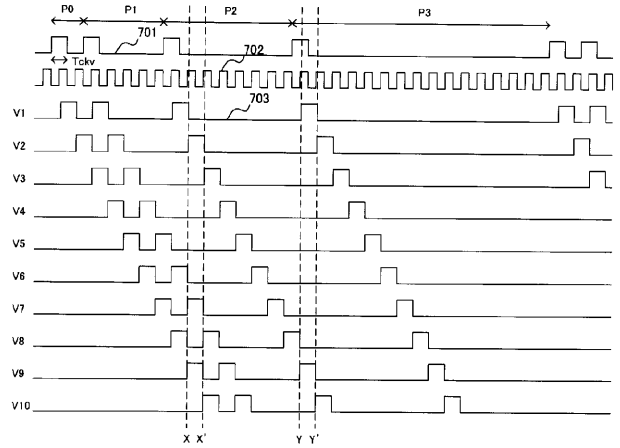 P0 P1 P2 P3
701
Tckv
702
703
V1
V2
V3
V4
V5
V6
V7
V8
V9
V10
X X' Y Y'